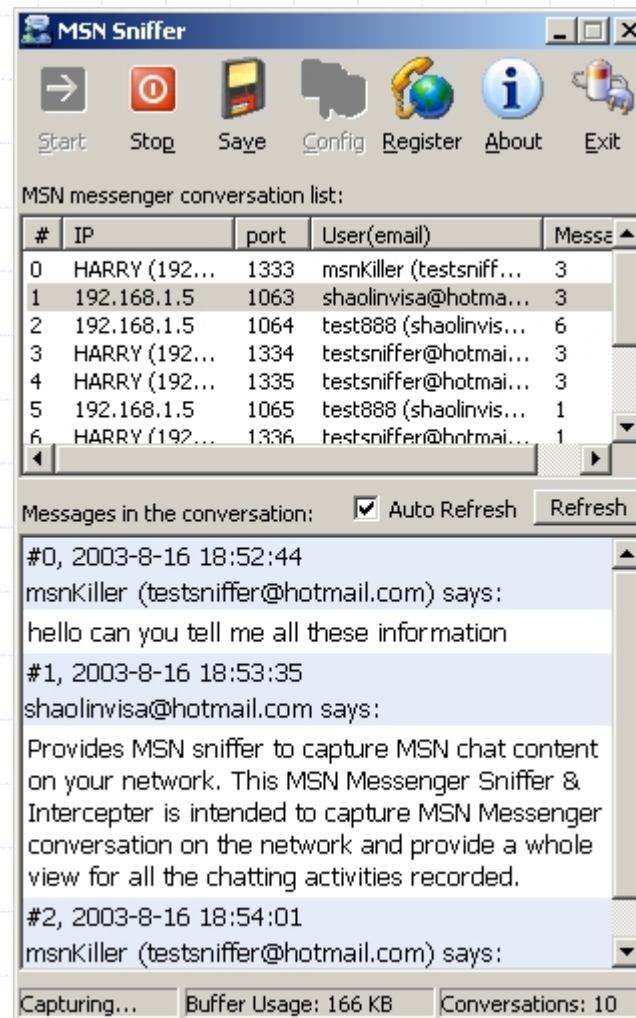 MSN Sniffer
Start Stop Save Config Register About Exit
MSN messenger conversation list:
# IP port User(email) Messa
0 HARRY (192... 1333 msnKiller (testsniff... 3
1 192.168.1.5 1063 shaolinvisa@hotma... 3
2 192.168.1.5 1064 test888 (shaolinvis... 6
3 HARRY (192... 1334 testsniffer@hotmai... 3
4 HARRY (192... 1335 testsniffer@hotmai... 3
5 192.168.1.5 1065 test888 (shaolinvis... 1
6 HARRY (192... 1336 testsniffer@hotmai... 1
Messages in the conversation: Auto Refresh Refresh
#0, 2003-8-16 18:52:44
msnKiller (testsniffer@hotmail.com) says:
hello can you tell me all these information
#1, 2003-8-16 18:53:35
shaolinvisa@hotmail.com says:
Provides MSN sniffer to capture MSN chat content
on your network. This MSN Messenger Sniffer &
Intercepter is intended to capture MSN Messenger
conversation on the network and provide a whole
view for all the chatting activities recorded.
#2, 2003-8-16 18:54:01
msnKiller (testsniffer@hotmail.com) says:
Capturing... Buffer Usage: 166 KB Conversations: 10